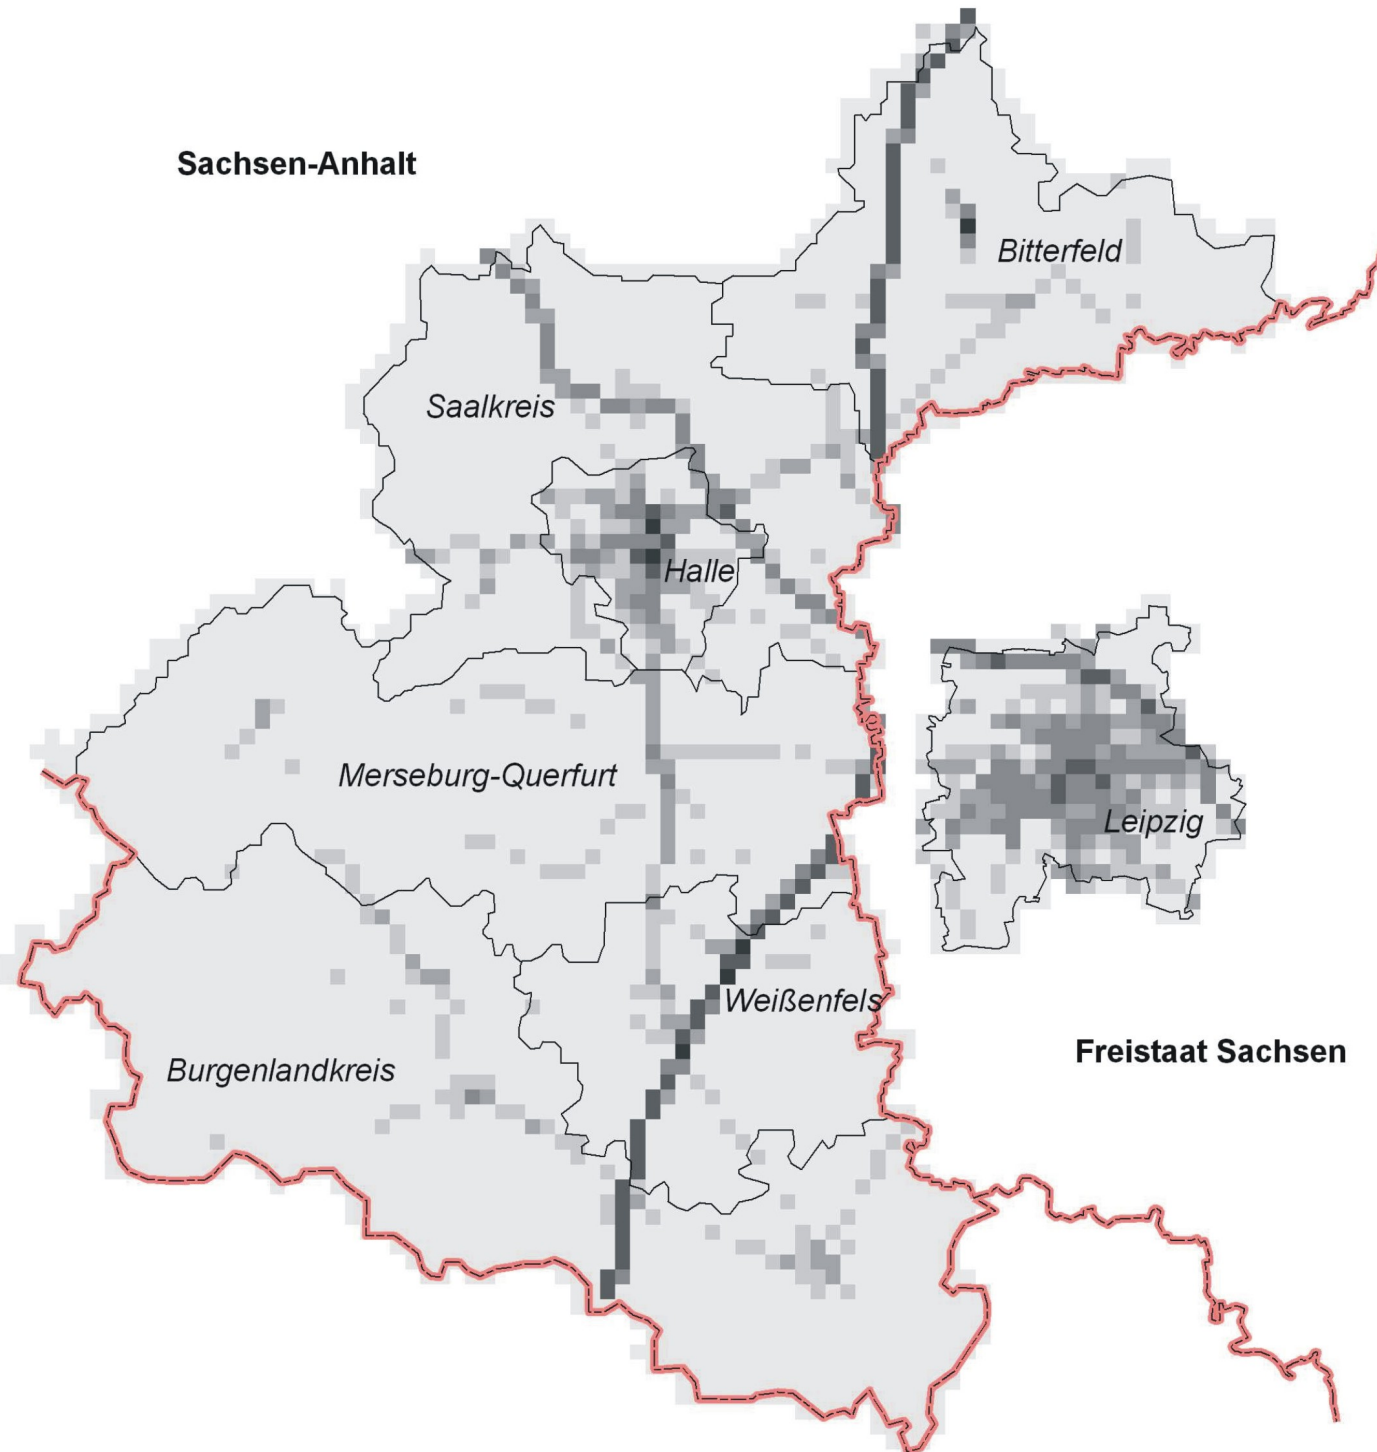 Sachsen-Anhalt
Bitterfeld
Saalkreis
Halle
Merseburg-Querfurt
Leipzig
Weißenfels
Freistaat Sachsen
Burgenlandkreis